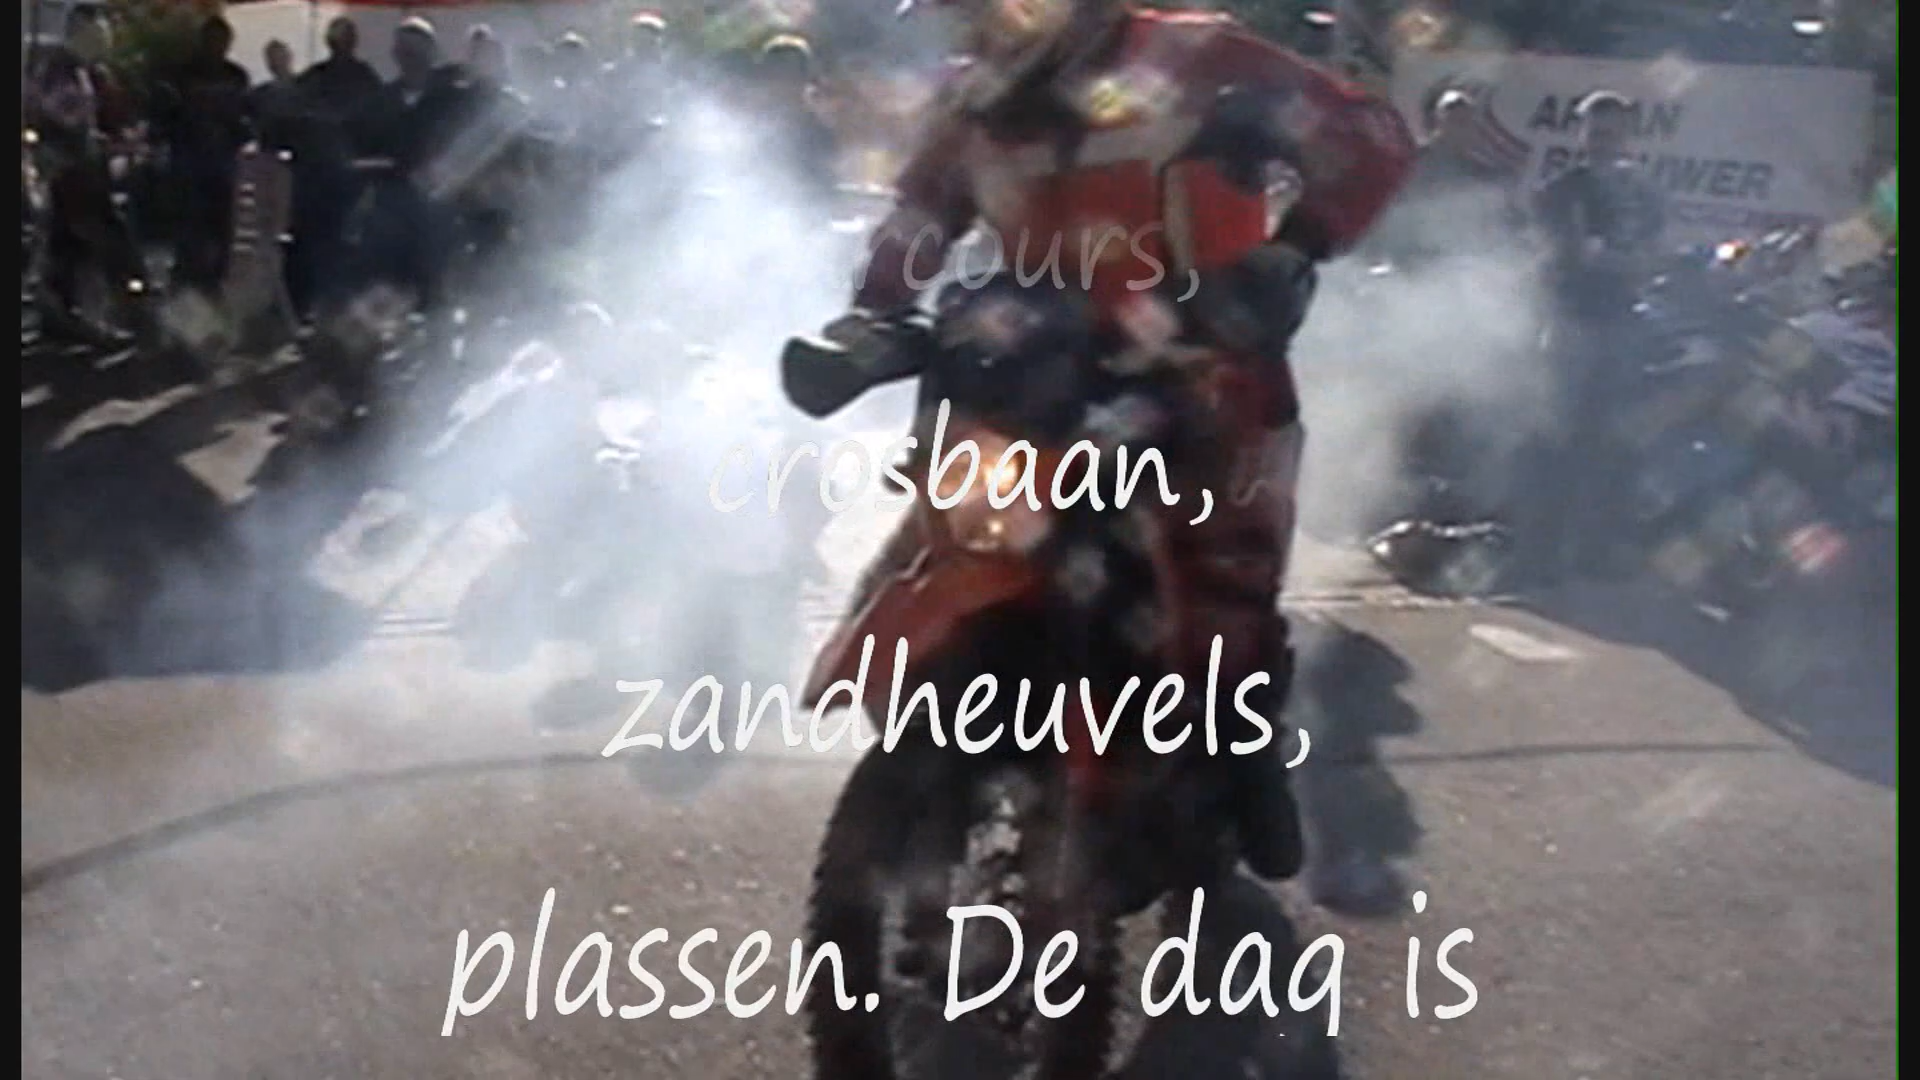 rcours,
crosbaan,
zandheuvels,
plassen. De dag is